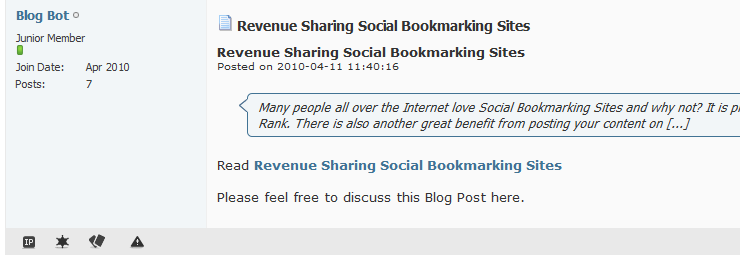 Blog Bot
Junior Member
Join Date: Apr 2010
Posts: 7
Revenue Sharing Social Bookmarking Sites
Revenue Sharing Social Bookmarking Sites
Posted on 2010-04-11 11:40:16
Many people all over the Internet love Social Bookmarking Sites and why not? It is
Rank. There is also another great benefit from posting your content on [...]
Read Revenue Sharing Social Bookmarking Sites
Please feel free to discuss this Blog Post here.
IP